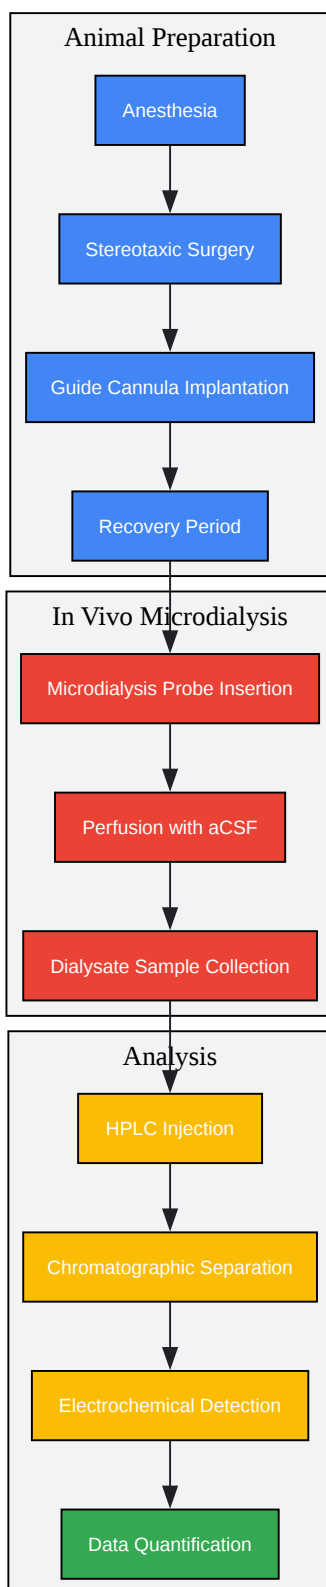 Animal Preparation
Anesthesia
Stereotaxic Surgery
Guide Cannula Implantation
Recovery Period
In Vivo Microdialysis
Microdialysis Probe Insertion
Perfusion with aCSF
Dialysate Sample Collection
Analysis
HPLC Injection
Chromatographic Separation
Electrochemical Detection
Data Quantification